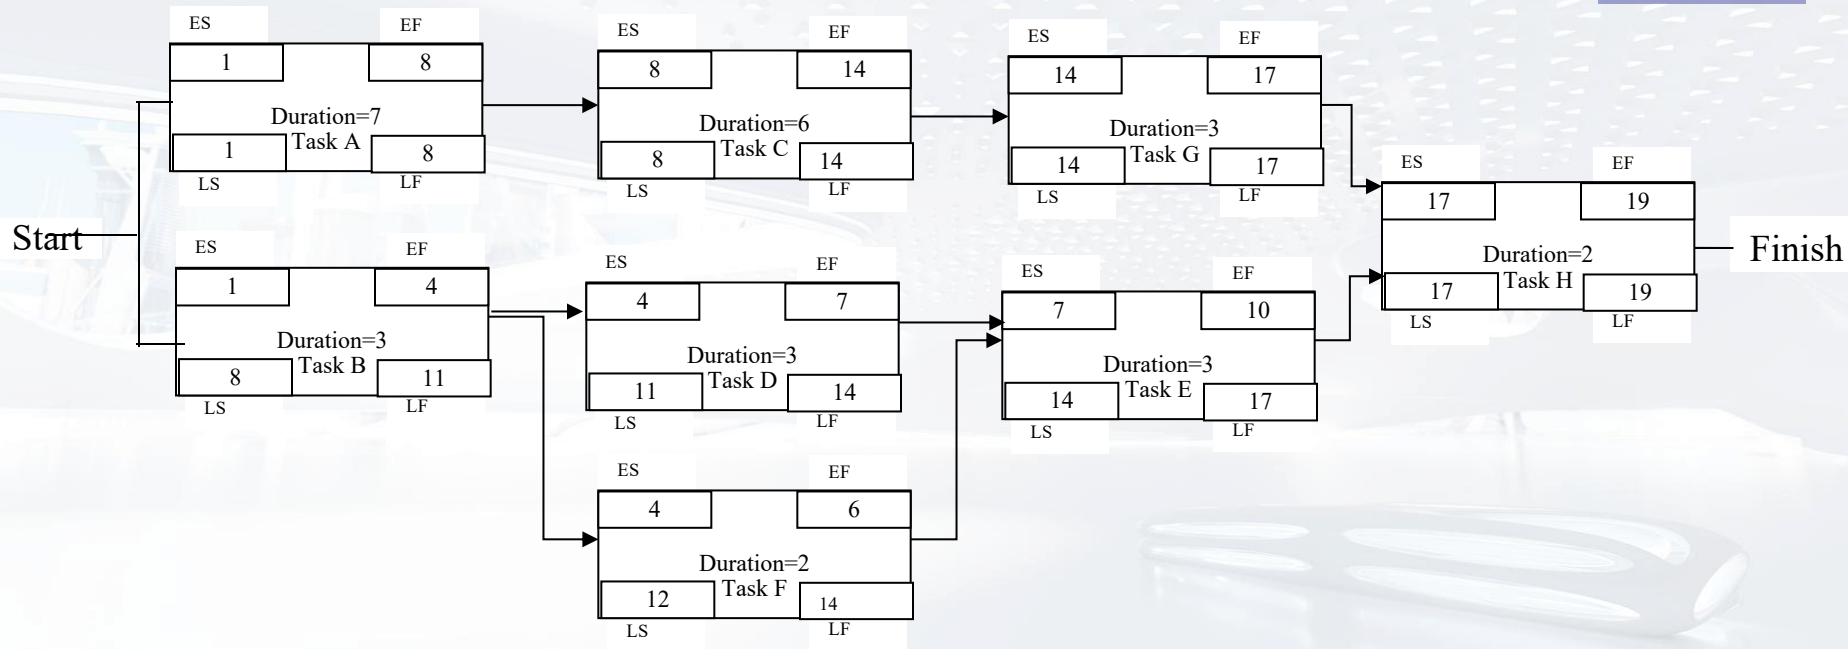 ES
EF
1
8
Duration=7
Task A
1
8
LS
LF
ES
EF
8
14
Duration=6
Task C
8
14
LS
LF
ES
EF
14
17
Duration=3
Task G
14
17
LS
LF
ES
EF
17
19
Duration=2
Task H
17
19
LS
LF
Start
Finish
ES
EF
1
4
Duration=3
Task B
8
11
LS
LF
ES
EF
4
7
Duration=3
Task D
11
14
LS
LF
ES
EF
7
10
Duration=3
Task E
14
17
LS
LF
ES
EF
4
6
Duration=2
Task F
12
14
LS
LF